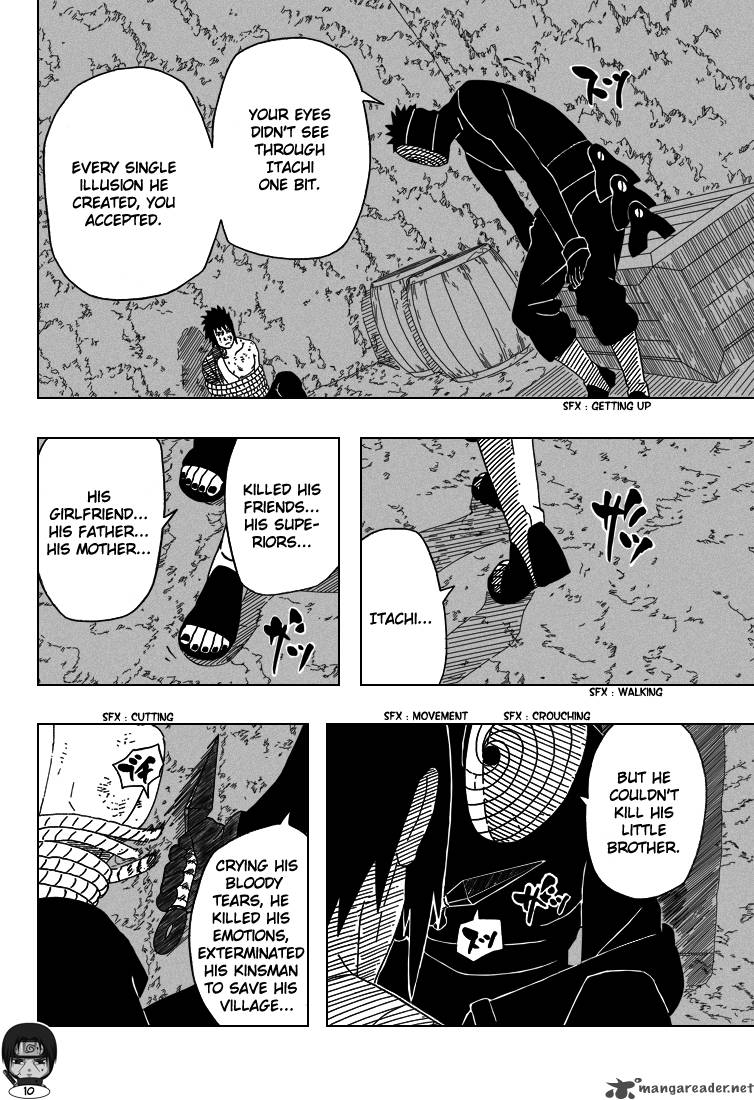 YOUR EYES
DIDN'T SEE
THROUGH
ITACHI
ONE BIT.
EVERY SINGLE
ILLUSION HE
CREATED, YOU
ACCEPTED.
SFX : GETTING UP
ITACHI...
SFX : WALKING
KILLED HIS
FRIENDS...
HIS SUPE-
RIORS...
HIS
GIRLFRIEND...
HIS FATHER...
HIS MOTHER...
SFX : MOVEMENT
SFX : CROUCHING
BUT HE
COULDN'T
KILL HIS
LITTLE
BROTHER.
SFX : CUTTING
CRYING HIS
BLOODY
TEARS, HE
KILLED HIS
EMOTIONS,
EXTERMINATED
HIS KINSMAN
TO SAVE HIS
VILLAGE...
10
mangareader.net